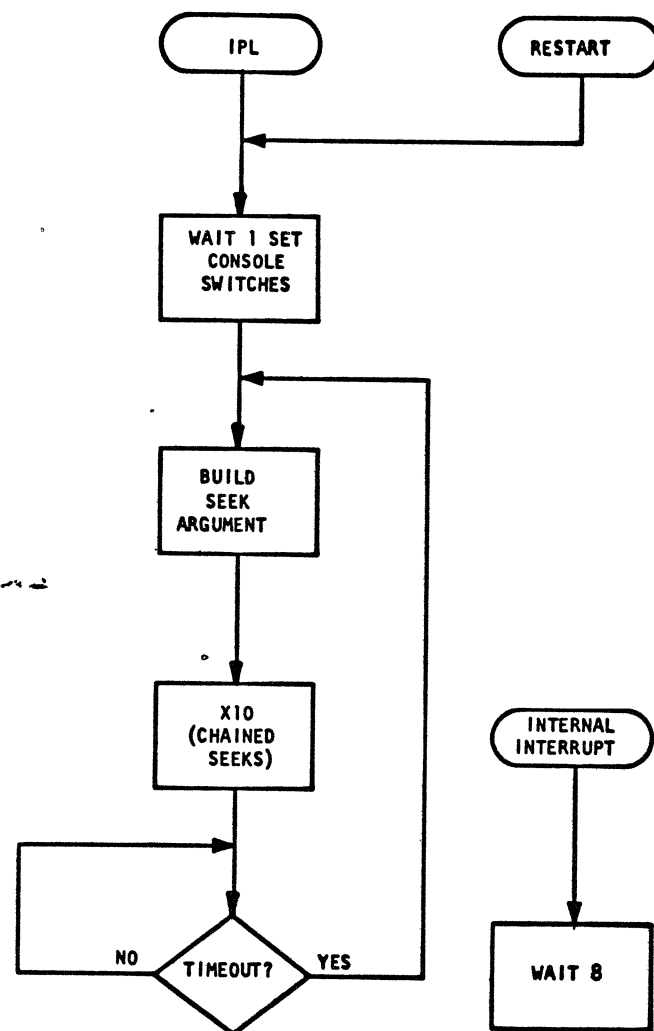 IPL
RESTART
WAIT 1 SET
CONSOLE
SWITCHES
BUILD
SEEK
ARGUMENT
XIO
(CHAINED
SEEKS)
INTERNAL
INTERRUPT
NO
TIMEOUT?
YES
WAIT 8